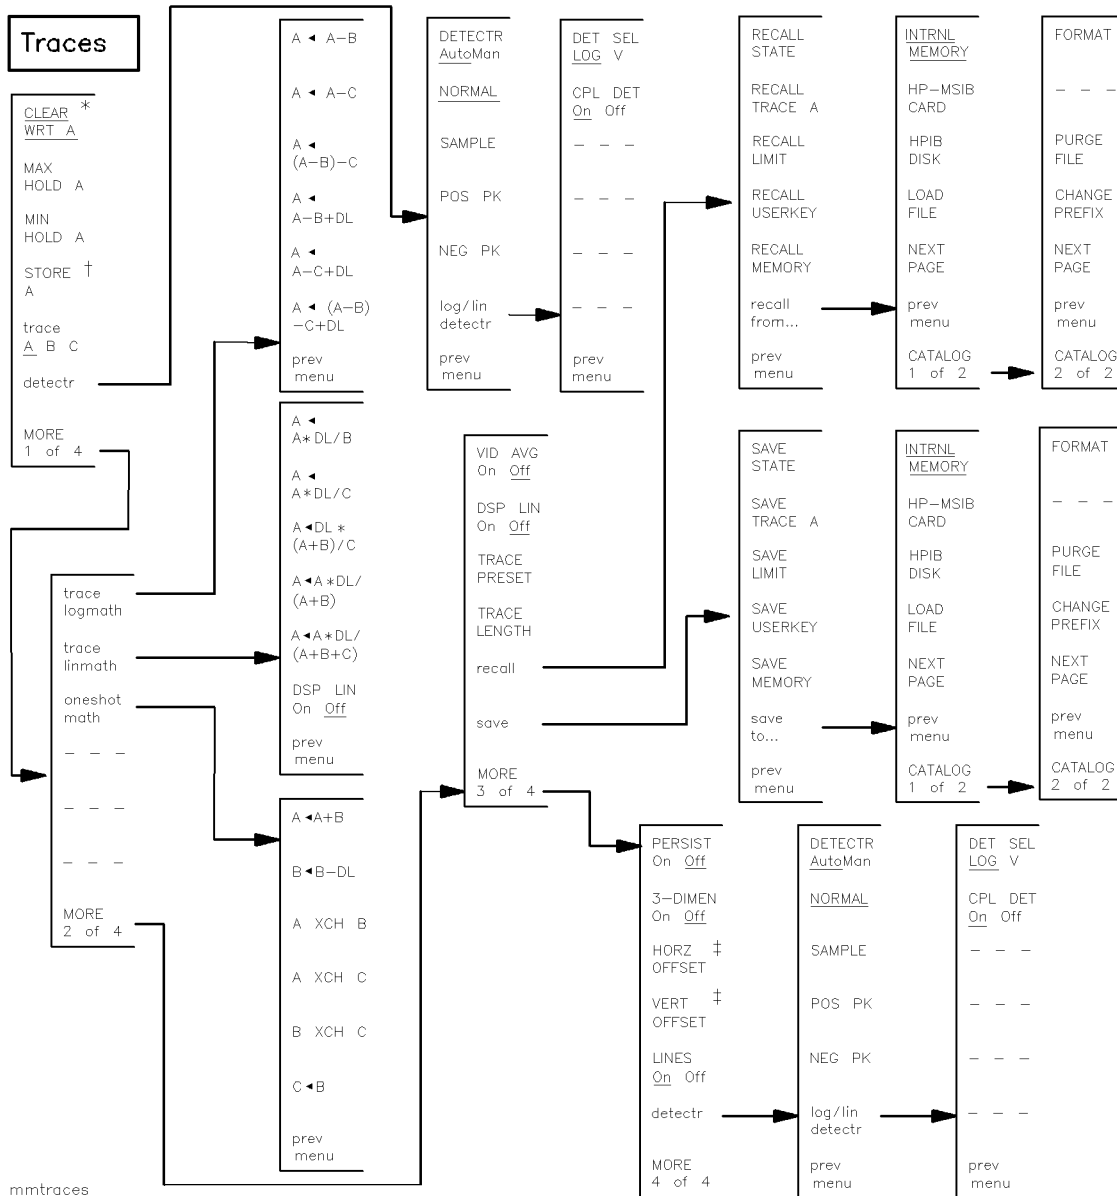 Traces
CLEAR *
WRT A
MAX
HOLD A
MIN
HOLD A
STORE †
A
trace
A B C
detectr
MORE
1 of 4
trace
logmath
trace
linmath
oneshot
math
– – –
– – –
– – –
MORE
2 of 4
A ◄ A–B
A ◄ A–C
A ◄
(A–B)–C
A ◄
A–B+DL
A ◄
A–C+DL
A ◄ (A–B)
–C+DL
prev
menu
A ◄
A*DL/B
A ◄
A*DL/C
A◄DL *
(A+B)/C
A◄A*DL/
(A+B)
A◄A*DL/
(A+B+C)
DSP LIN
On Off
prev
menu
A ◄A+B
B◄B–DL
A XCH B
A XCH C
B XCH C
C◄B
prev
menu
DETECTR
AutoMan
NORMAL
SAMPLE
POS PK
NEG PK
log/lin
detectr
prev
menu
DET SEL
LOG V
CPL DET
On Off
– – –
– – –
– – –
– – –
prev
menu
VID AVG
On Off
DSP LIN
On Off
TRACE
PRESET
TRACE
LENGTH
recall
save
MORE
3 of 4
RECALL
STATE
RECALL
TRACE A
RECALL
LIMIT
RECALL
USERKEY
RECALL
MEMORY
recall
from...
prev
menu
INTRNL
MEMORY
HP–MSIB
CARD
HPIB
DISK
LOAD
FILE
NEXT
PAGE
prev
menu
CATALOG
1 of 2
FORMAT
– – –
PURGE
FILE
CHANGE
PREFIX
NEXT
PAGE
prev
menu
CATALOG
2 of 2
SAVE
STATE
SAVE
TRACE A
SAVE
LIMIT
SAVE
USERKEY
SAVE
MEMORY
save
to...
prev
menu
INTRNL
MEMORY
HP–MSIB
CARD
HPIB
DISK
LOAD
FILE
NEXT
PAGE
prev
menu
CATALOG
1 of 2
FORMAT
– – –
PURGE
FILE
CHANGE
PREFIX
NEXT
PAGE
prev
menu
CATALOG
2 of 2
PERSIST
On Off
3–DIMEN
On Off
HORZ ‡
OFFSET
VERT ‡
OFFSET
LINES
On Off
detectr
MORE
4 of 4
DETECTR
AutoMan
NORMAL
SAMPLE
POS PK
NEG PK
log/lin
detectr
prev
menu
DET SEL
LOG V
CPL DET
On Off
– – –
– – –
– – –
– – –
prev
menu
mmtraces